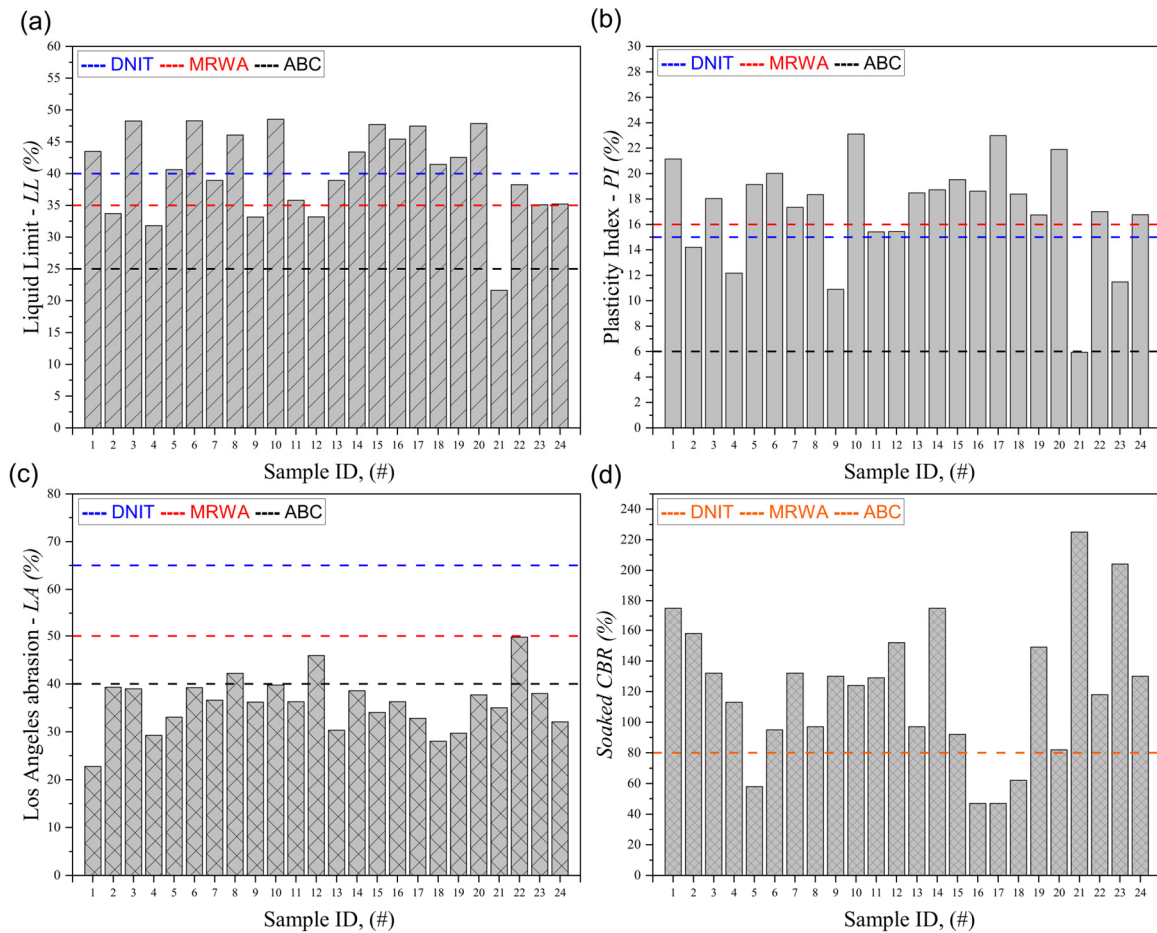 (a)
DNIT MRWA ABC
Liquid Limit - LL (%)
60
55
50
45
40
35
30
25
20
15
10
5
0
1 2 3 4 5 6 7 8 9 10 11 12 13 14 15 16 17 18 19 20 21 22 23 24
Sample ID, (#)
(b)
DNIT MRWA ABC
Plasticity Index - PI (%)
30
28
26
24
22
20
18
16
14
12
10
8
6
4
2
0
1 2 3 4 5 6 7 8 9 10 11 12 13 14 15 16 17 18 19 20 21 22 23 24
Sample ID, (#)
(c)
DNIT MRWA ABC
Los Angeles abrasion - LA (%)
80
70
60
50
40
30
20
10
0
1 2 3 4 5 6 7 8 9 10 11 12 13 14 15 16 17 18 19 20 21 22 23 24
Sample ID, (#)
(d)
DNIT MRWA ABC
Soaked CBR (%)
240
220
200
180
160
140
120
100
80
60
40
20
0
1 2 3 4 5 6 7 8 9 10 11 12 13 14 15 16 17 18 19 20 21 22 23 24
Sample ID, (#)